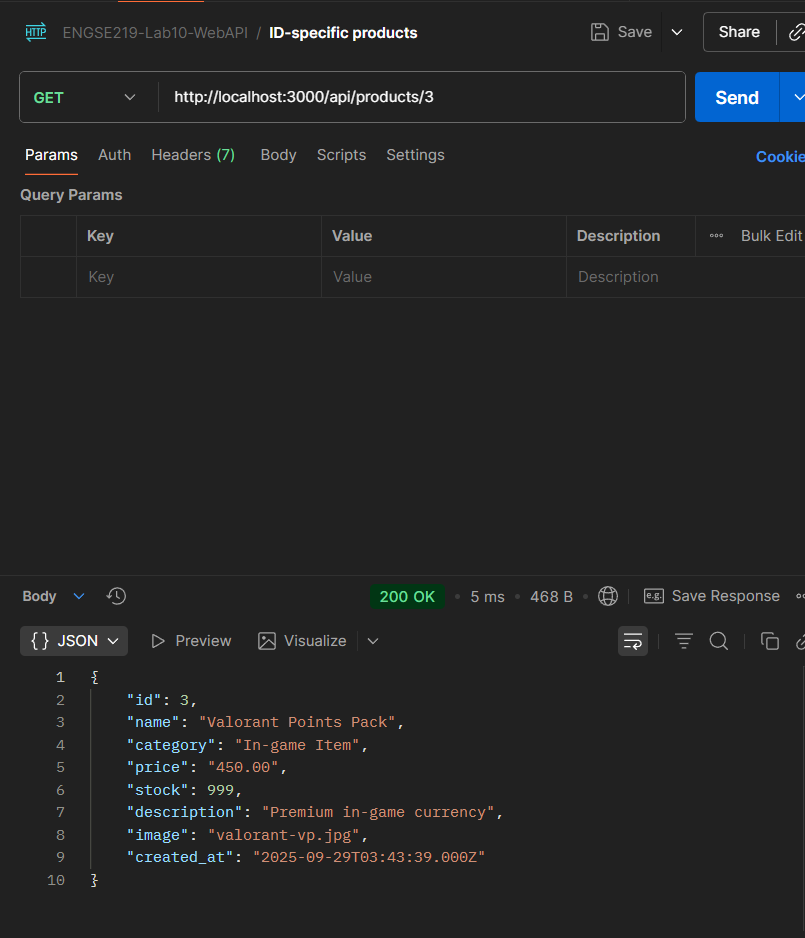 HTTP ENGSE219-Lab10-WebAPI / ID-specific products Save Share
GET http://localhost:3000/api/products/3 Send
Params Auth Headers (7) Body Scripts Settings Cookie
Query Params
Key Value Description Bulk Edit
Key Value Description
Body 200 OK • 5 ms • 468 B • e.g. Save Response
{} JSON Preview Visualize
1 {
2 "id": 3,
3 "name": "Valorant Points Pack",
4 "category": "In-game Item",
5 "price": "450.00",
6 "stock": 999,
7 "description": "Premium in-game currency",
8 "image": "valorant-vp.jpg",
9 "created_at": "2025-09-29T03:43:39.000Z"
10 }